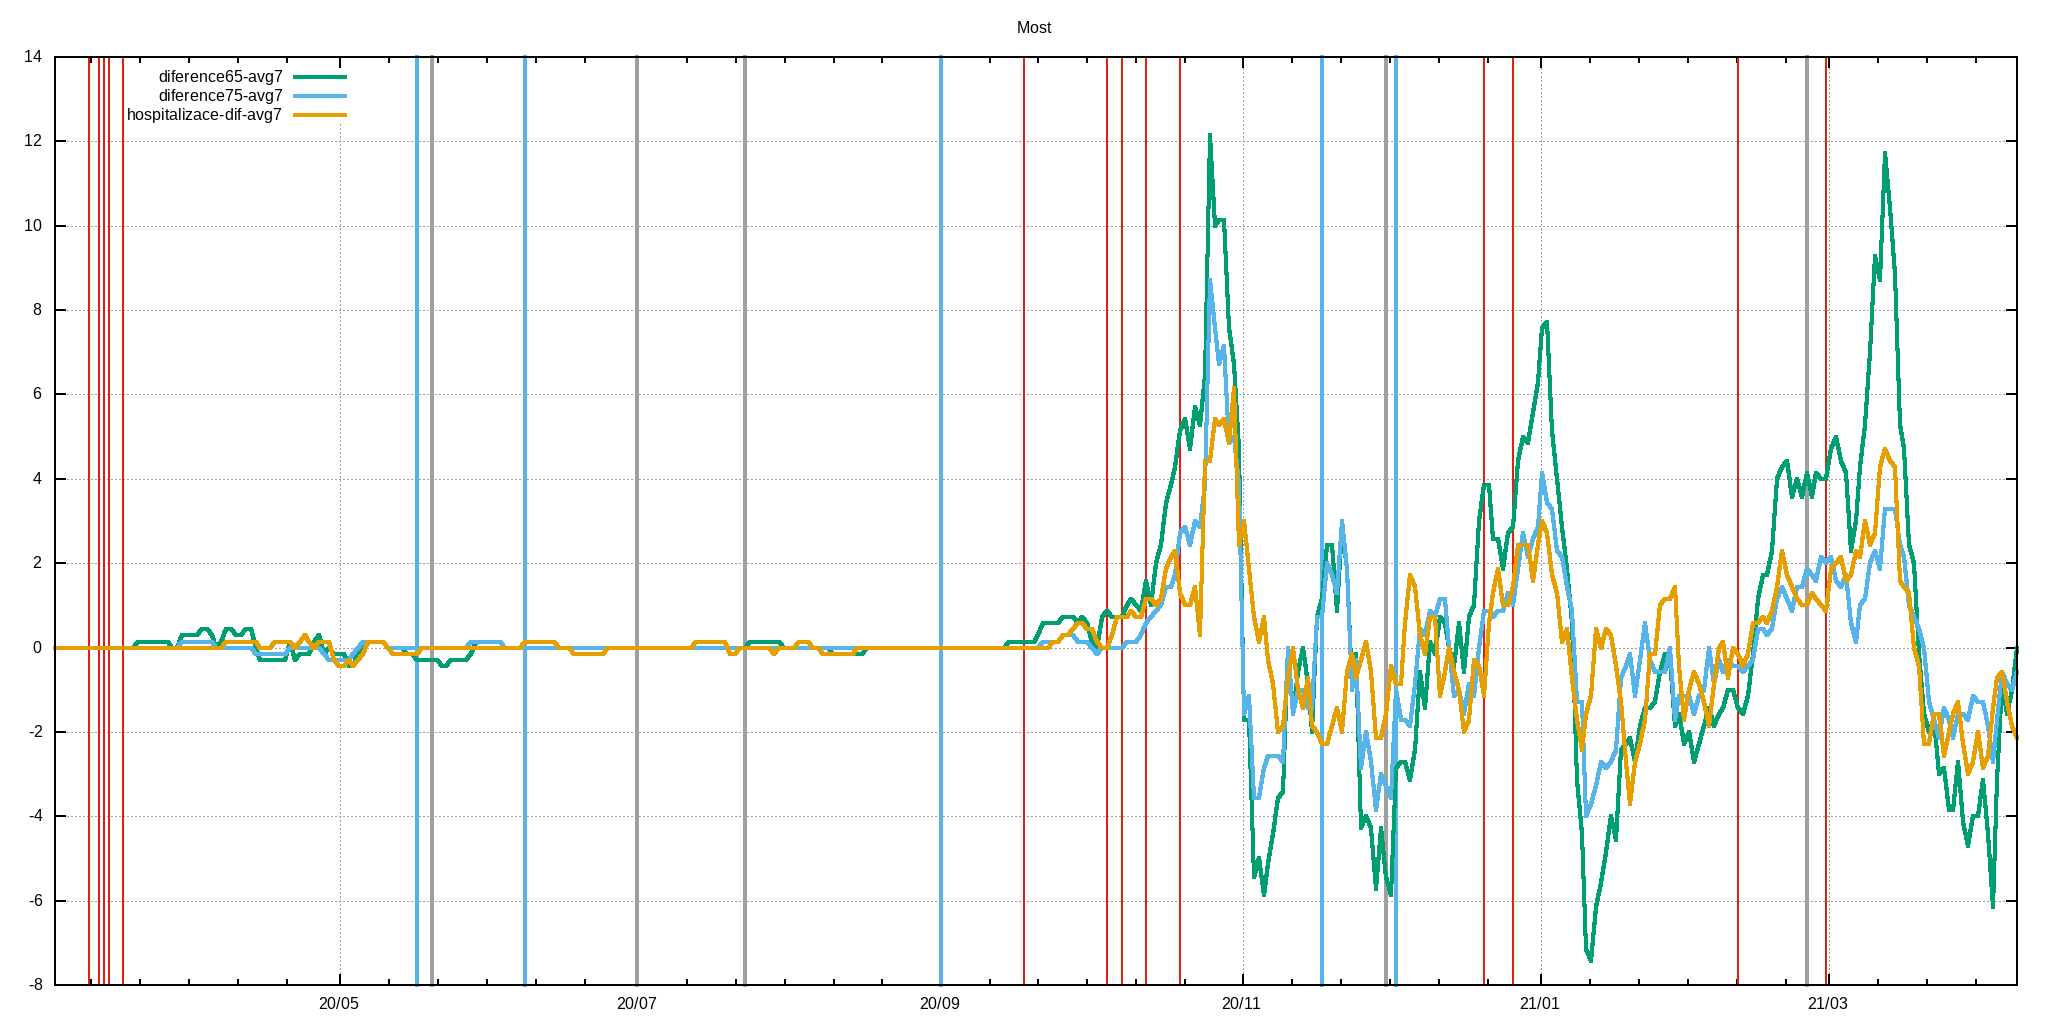 Most
diference65-avg7
diference75-avg7
hospitalizace-dif-avg7
14
12
10
8
6
4
2
0
-2
-4
-6
-8
20/05 20/07 20/09 20/11 21/01 21/03